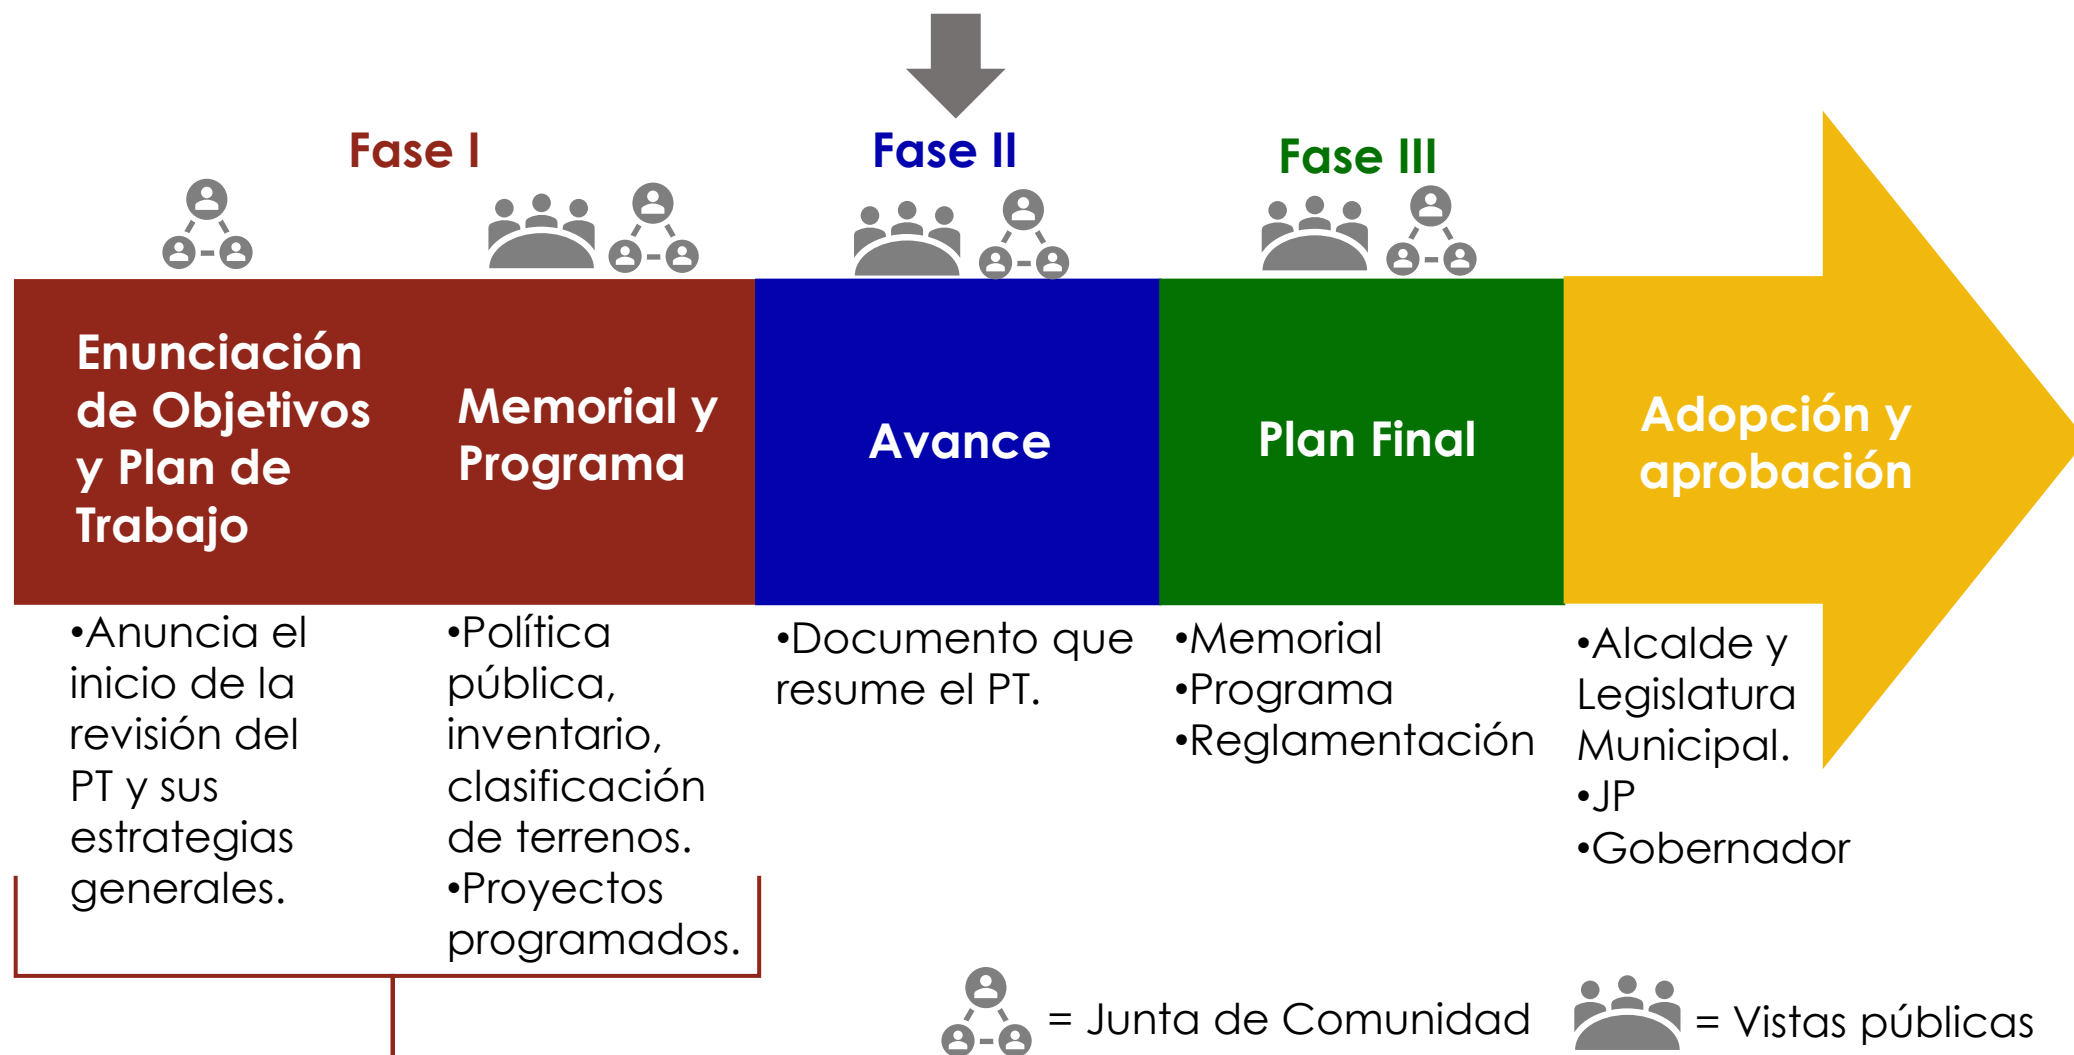 Fase I
Fase II
Fase III
Enunciación
de Objetivos
y Plan de
Trabajo
Memorial y
Programa
Avance
Plan Final
Adopción y
aprobación
•Anuncia el
inicio de la
revisión del
PT y sus
estrategias
generales.
•Política
pública,
inventario,
clasificación
de terrenos.
•Proyectos
programados.
•Documento que
resume el PT.
•Memorial
•Programa
•Reglamentación
•Alcalde y
Legislatura
Municipal.
•JP
•Gobernador
= Junta de Comunidad
= Vistas públicas